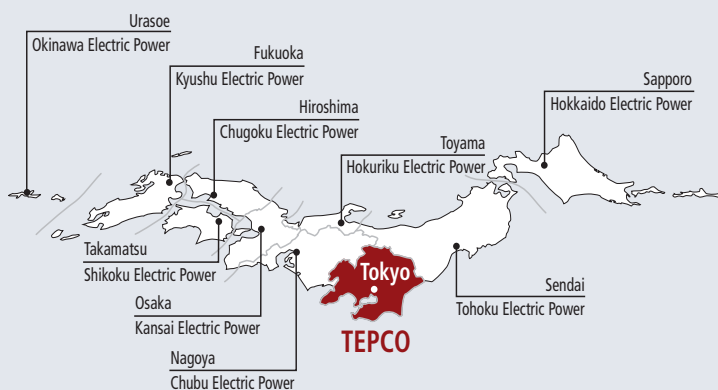 Urasoe
Okinawa Electric Power
Fukuoka
Kyushu Electric Power
Hiroshima
Chugoku Electric Power
Toyama
Hokuriku Electric Power
Sapporo
Hokkaido Electric Power
Takamatsu
Shikoku Electric Power
Osaka
Kansai Electric Power
Nagoya
Chubu Electric Power
Tokyo
TEPCO
Sendai
Tohoku Electric Power